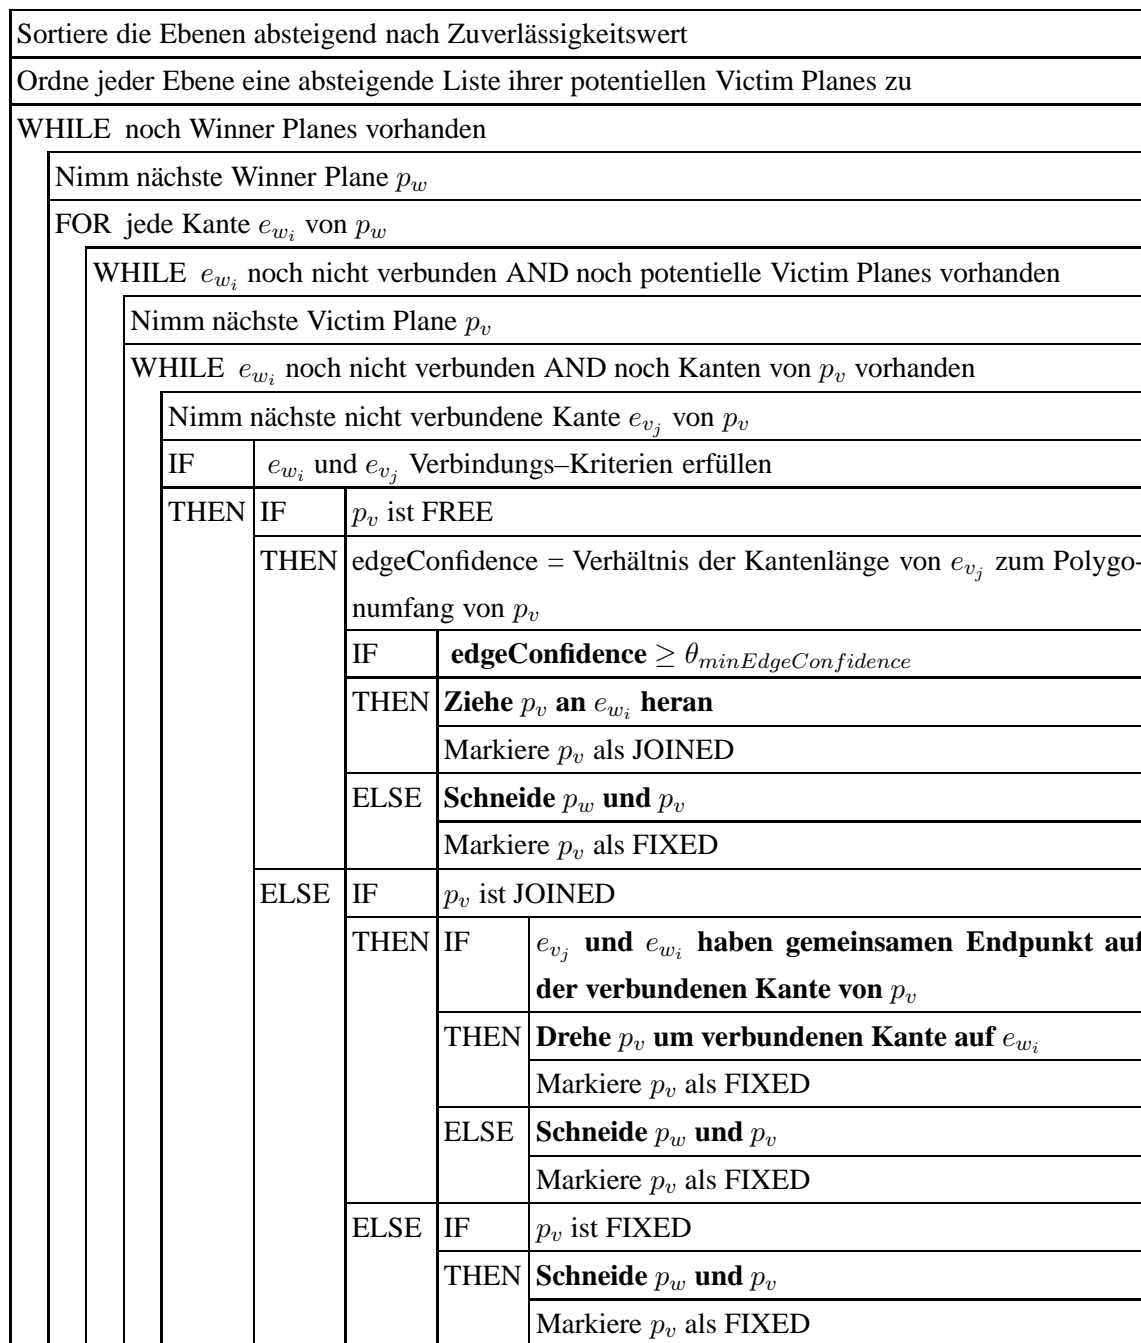 Sortiere die Ebenen absteigend nach Zuverlässigkeitswert
Ordne jeder Ebene eine absteigende Liste ihrer potentiellen Victim Planes zu
WHILE noch Winner Planes vorhanden
Nimm nächste Winner Plane p_w
FOR jede Kante e_{w_i} von p_w
WHILE e_{w_i} noch nicht verbunden AND noch potentielle Victim Planes vorhanden
Nimm nächste Victim Plane p_v
WHILE e_{w_i} noch nicht verbunden AND noch Kanten von p_v vorhanden
Nimm nächste nicht verbundene Kante e_{v_j} von p_v
IF e_{w_i} und e_{v_j} Verbindungs–Kriterien erfüllen
THEN IF p_v ist FREE
THEN edgeConfidence = Verhältnis der Kantenlänge von e_{v_j} zum Polygo-
numfang von p_v
IF edgeConfidence ≥ θ_{minEdgeConfidence}
THEN Ziehe p_v an e_{w_i} heran
Markiere p_v als JOINED
ELSE Schneide p_w und p_v
Markiere p_v als FIXED
ELSE IF p_v ist JOINED
THEN IF e_{v_j} und e_{w_i} haben gemeinsamen Endpunkt auf
der verbundenen Kante von p_v
THEN Drehe p_v um verbundenen Kante auf e_{w_i}
Markiere p_v als FIXED
ELSE Schneide p_w und p_v
Markiere p_v als FIXED
ELSE IF p_v ist FIXED
THEN Schneide p_w und p_v
Markiere p_v als FIXED